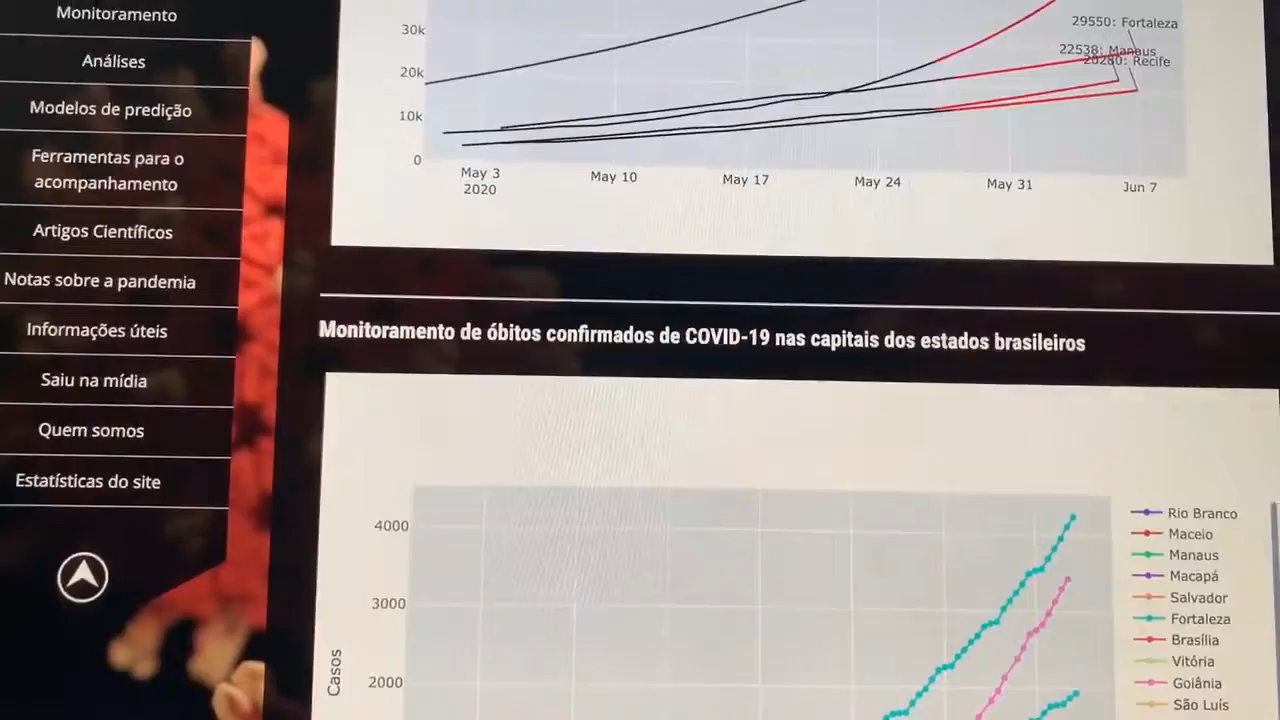 Monitoramento
Análises
Modelos de predição
Ferramentas para o
acompanhamento
Artigos Científicos
Notas sobre a pandemia
Informações úteis
Saiu na mídia
Quem somos
Estatísticas do site
30k
20k
10k
0
May 3
2020
May 10
May 17
May 24
May 31
Jun 7
29550: Fortaleza
22538: Manaus
20280: Recife
Monitoramento de óbitos confirmados de COVID-19 nas capitais dos estados brasileiros
4000
3000
2000
Casos
Rio Branco
Maceio
Manaus
Macapá
Salvador
Fortaleza
Brasília
Vitória
Goiânia
São Luís